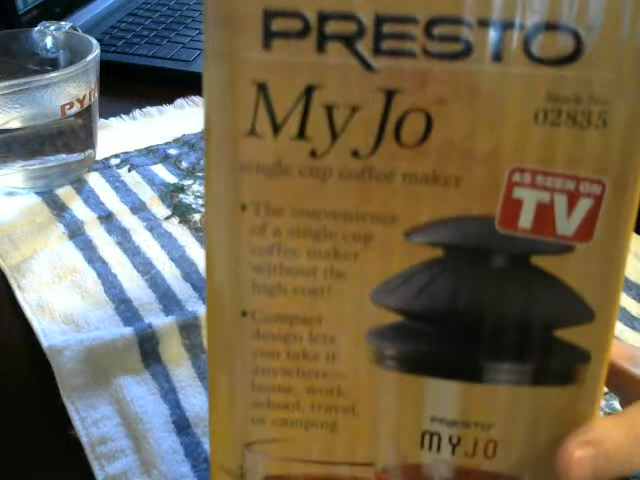 PRESTO
My Jo
Stock No.
02835
single cup coffee maker
AS SEEN ON
TV
• The convenience
of a single cup
coffee maker
without the
high cost!
• Compact
design lets
you take it
anywhere—
home, work,
school, travel,
or camping
PRESTO
MYJO
PYR